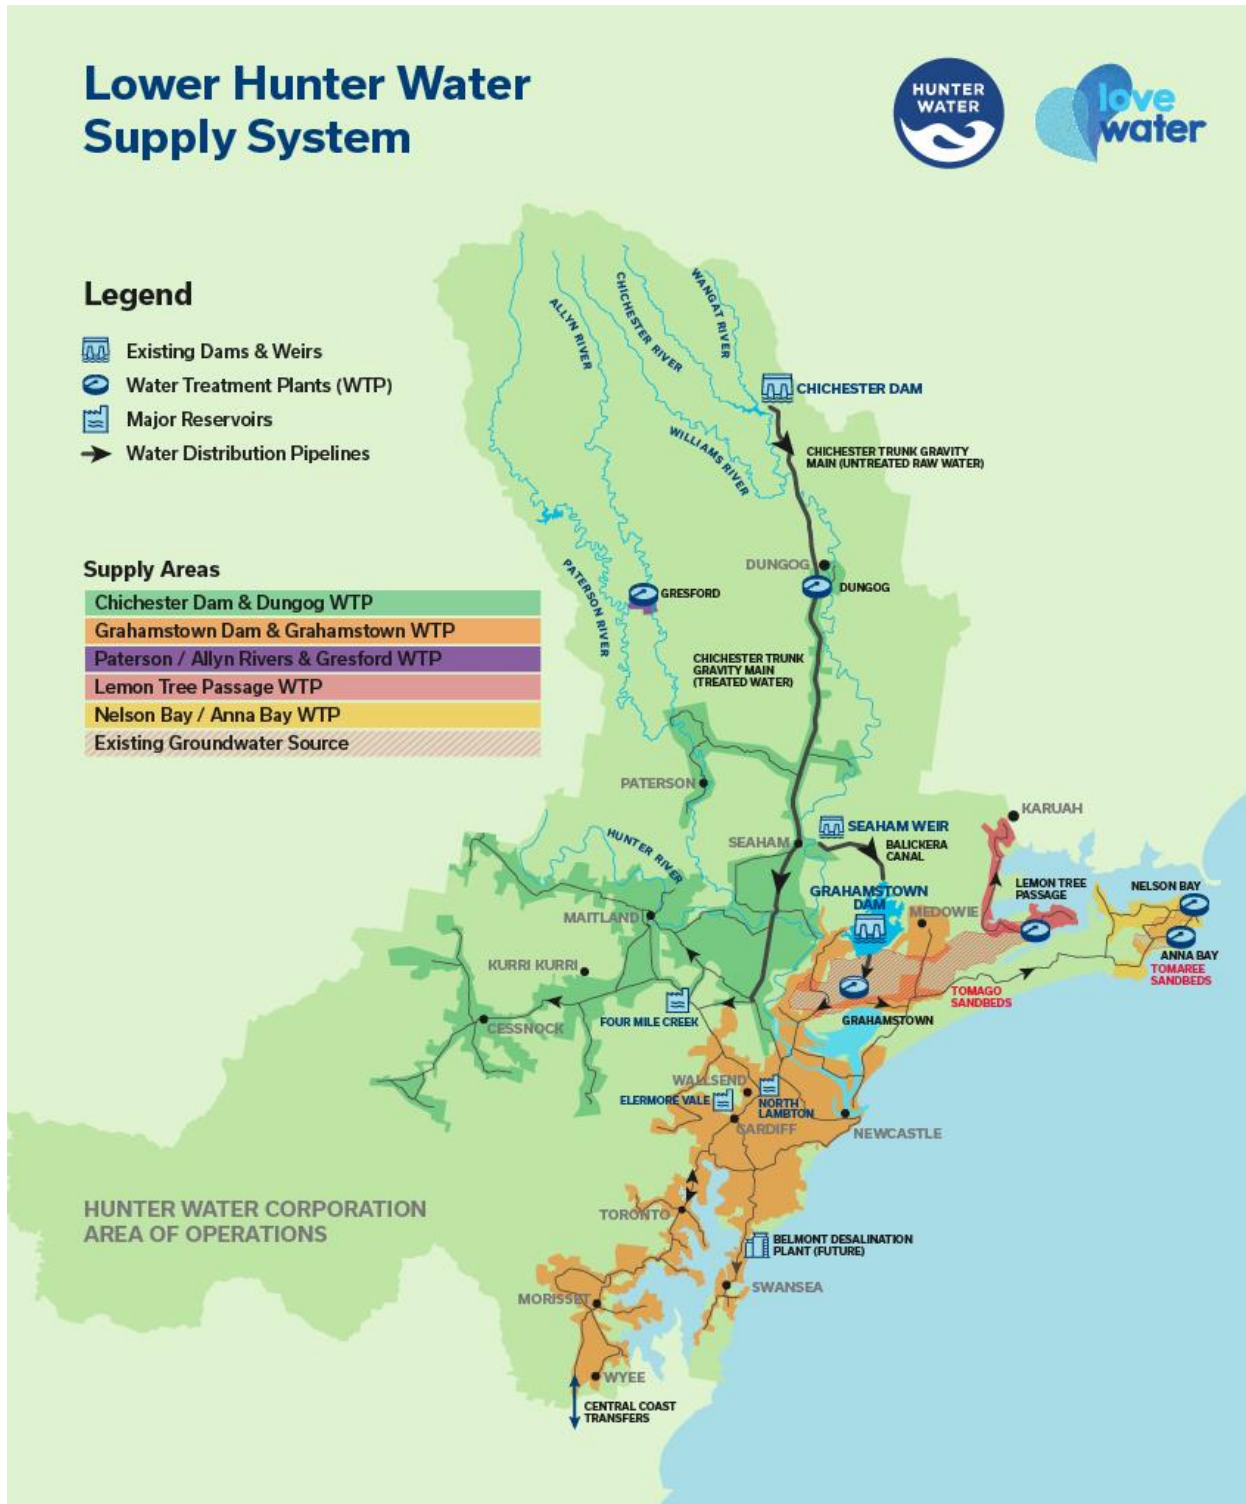 Lower Hunter Water
Supply System
HUNTER
WATER
love
water
Legend
Existing Dams & Weirs
Water Treatment Plants (WTP)
Major Reservoirs
Water Distribution Pipelines
Supply Areas
Chichester Dam & Dungog WTP
Grahamstown Dam & Grahamstown WTP
Paterson / Allyn Rivers & Gresford WTP
Lemon Tree Passage WTP
Nelson Bay / Anna Bay WTP
Existing Groundwater Source
ALLYN RIVER
CHICHESTER RIVER
WANGAT RIVER
CHICHESTER DAM
WILLIAMS RIVER
CHICHESTER TRUNK GRAVITY
MAIN (UNTREATED RAW WATER)
PATERSON RIVER
DUNGOG
DUNGOG
GRESFORD
CHICHESTER TRUNK
GRAVITY MAIN
(TREATED WATER)
PATERSON
KARUAH
SEAHAM WEIR
SEAHAM
BALICKERA
CANAL
HUNTER RIVER
GRAHAMSTOWN
DAM
LEMON TREE
PASSAGE
NELSON BAY
MAITLAND
MEDOWIE
ANNA BAY
KURRI KURRI
TOMAREE
SANDBEDS
TOMAGO
SANDBEDS
FOUR MILE CREEK
GRAHAMSTOWN
CESSNOCK
WALLSEND
ELERMORE VALE
NORTH
LAMBTON
CARDIFF
NEWCASTLE
HUNTER WATER CORPORATION
AREA OF OPERATIONS
TORONTO
BELMONT DESALINATION
PLANT (FUTURE)
SWANSEA
MORISSET
WYEE
CENTRAL COAST
TRANSFERS